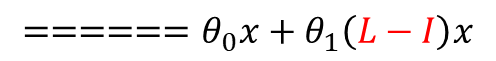 ====== θ₀x + θ₁(L − I)x